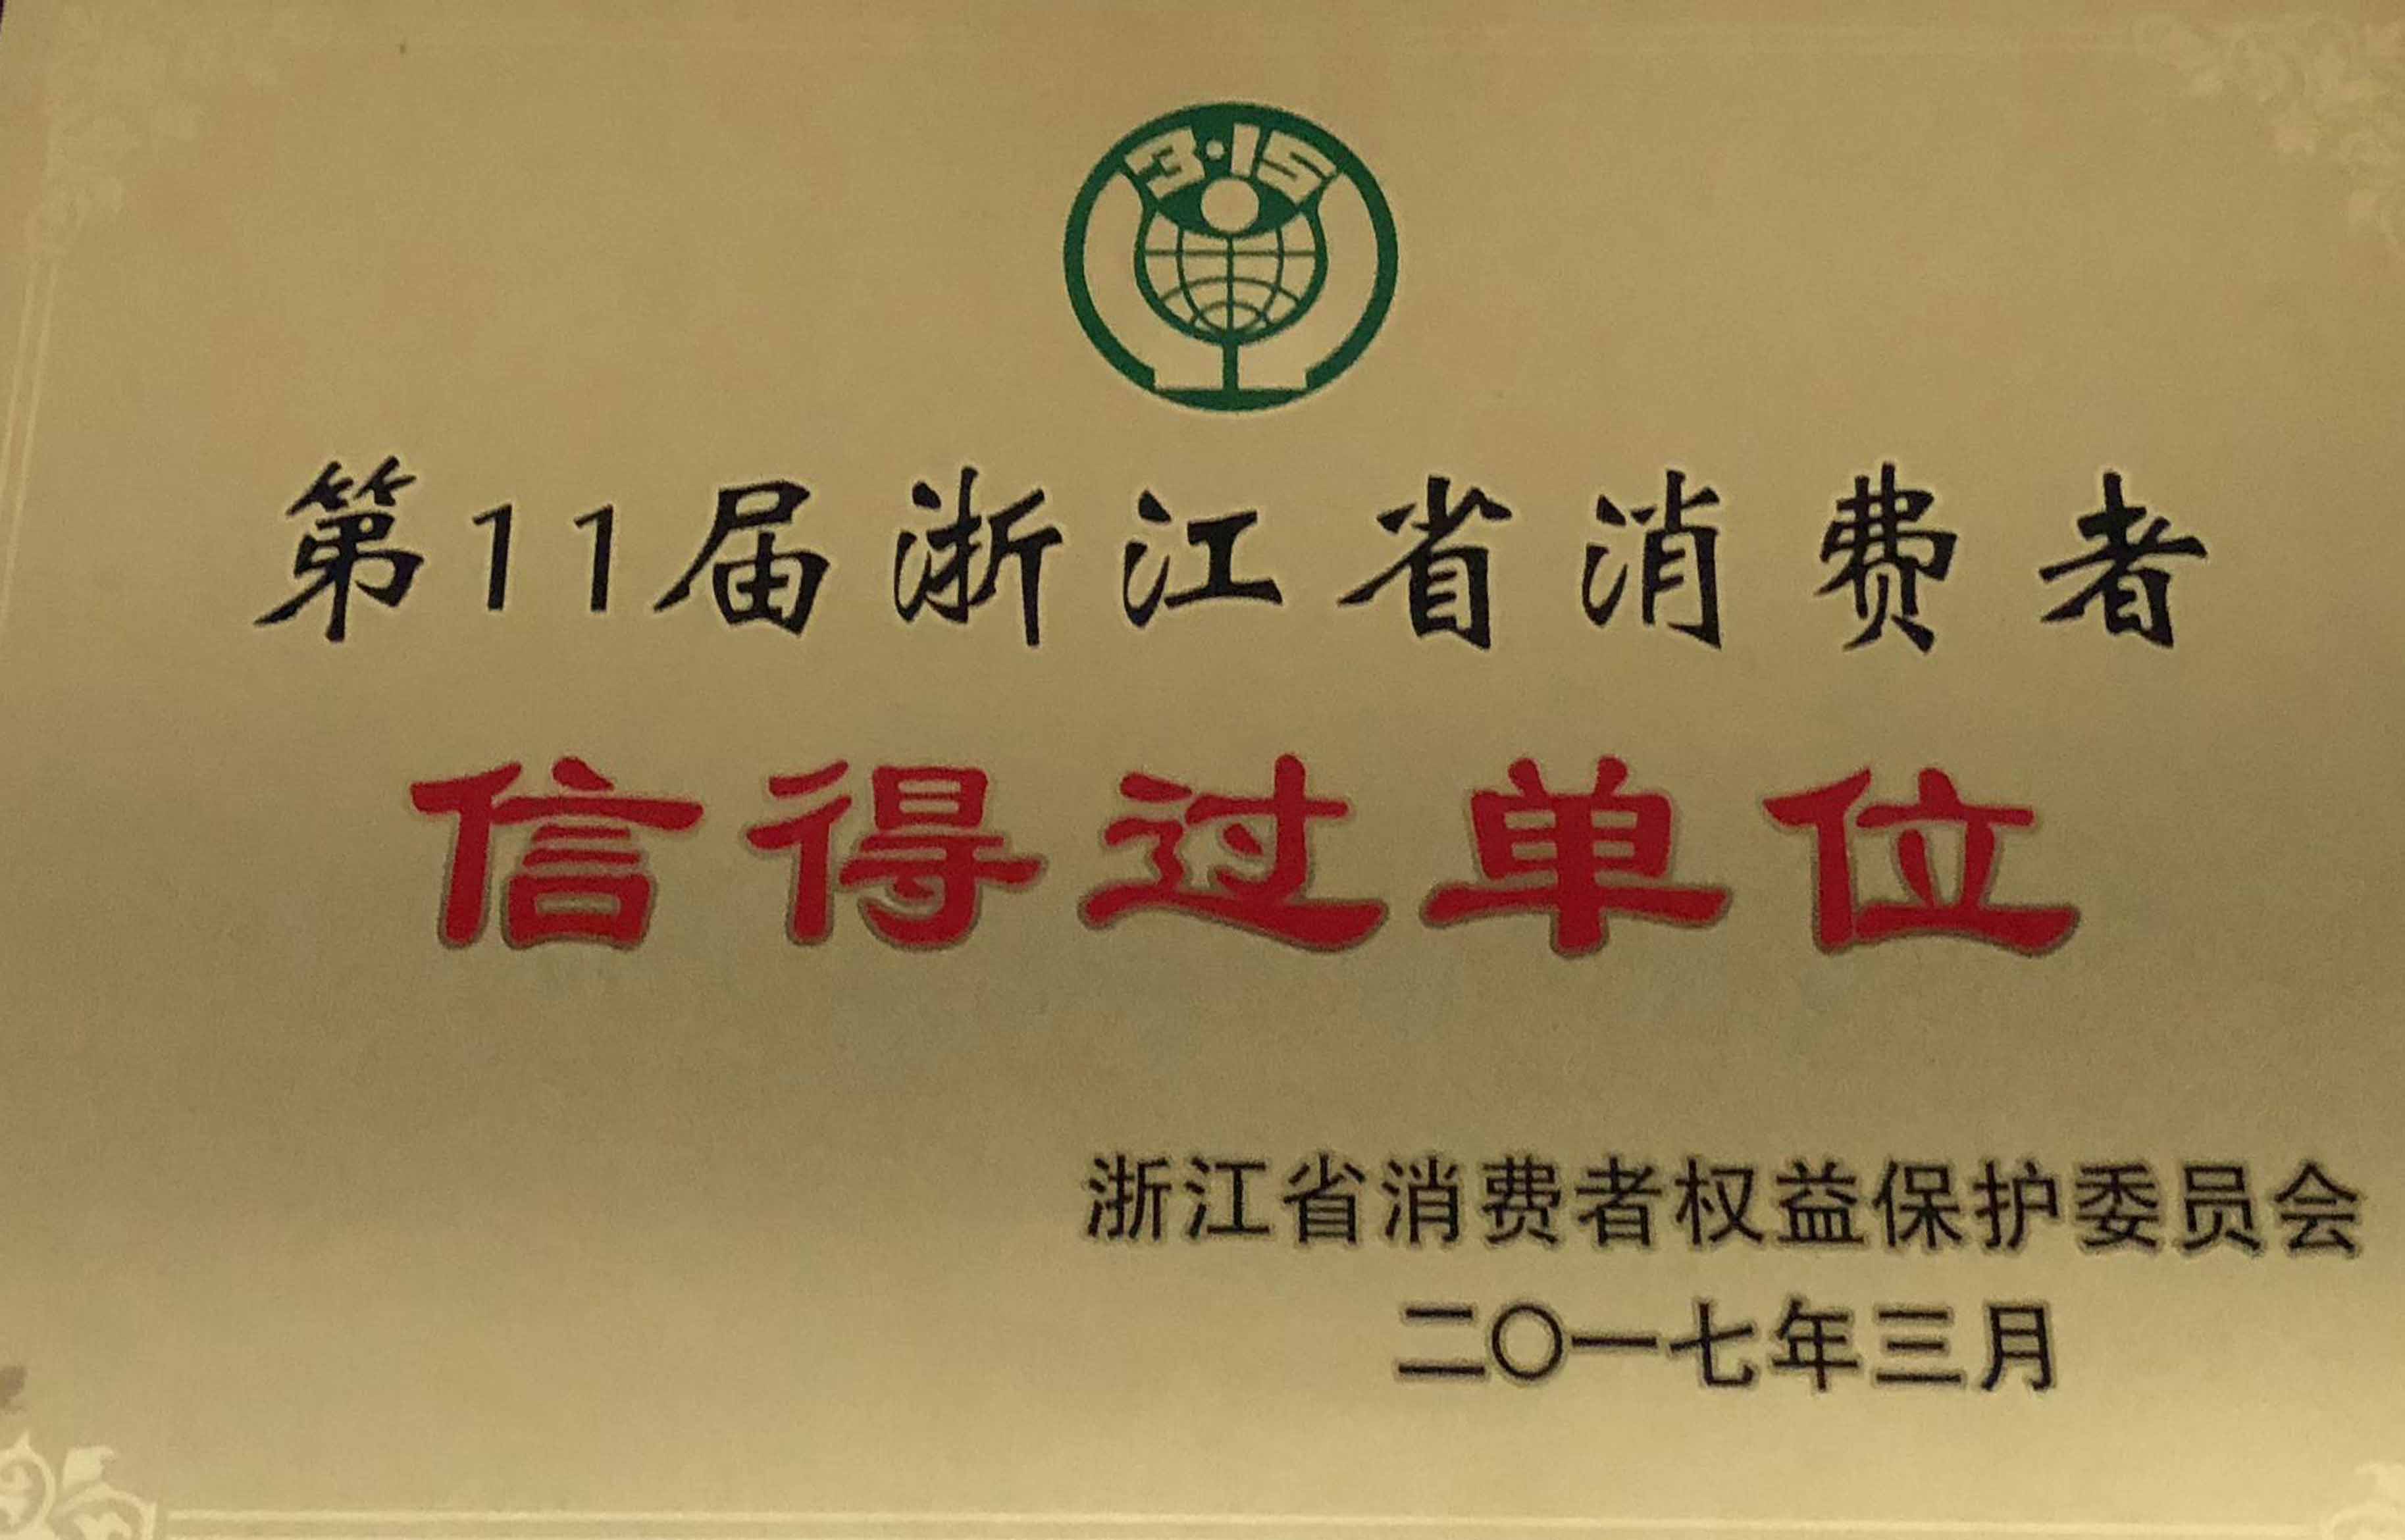 3·15
第11届浙江省消费者
信得过单位
浙江省消费者权益保护委员会
二〇一七年三月